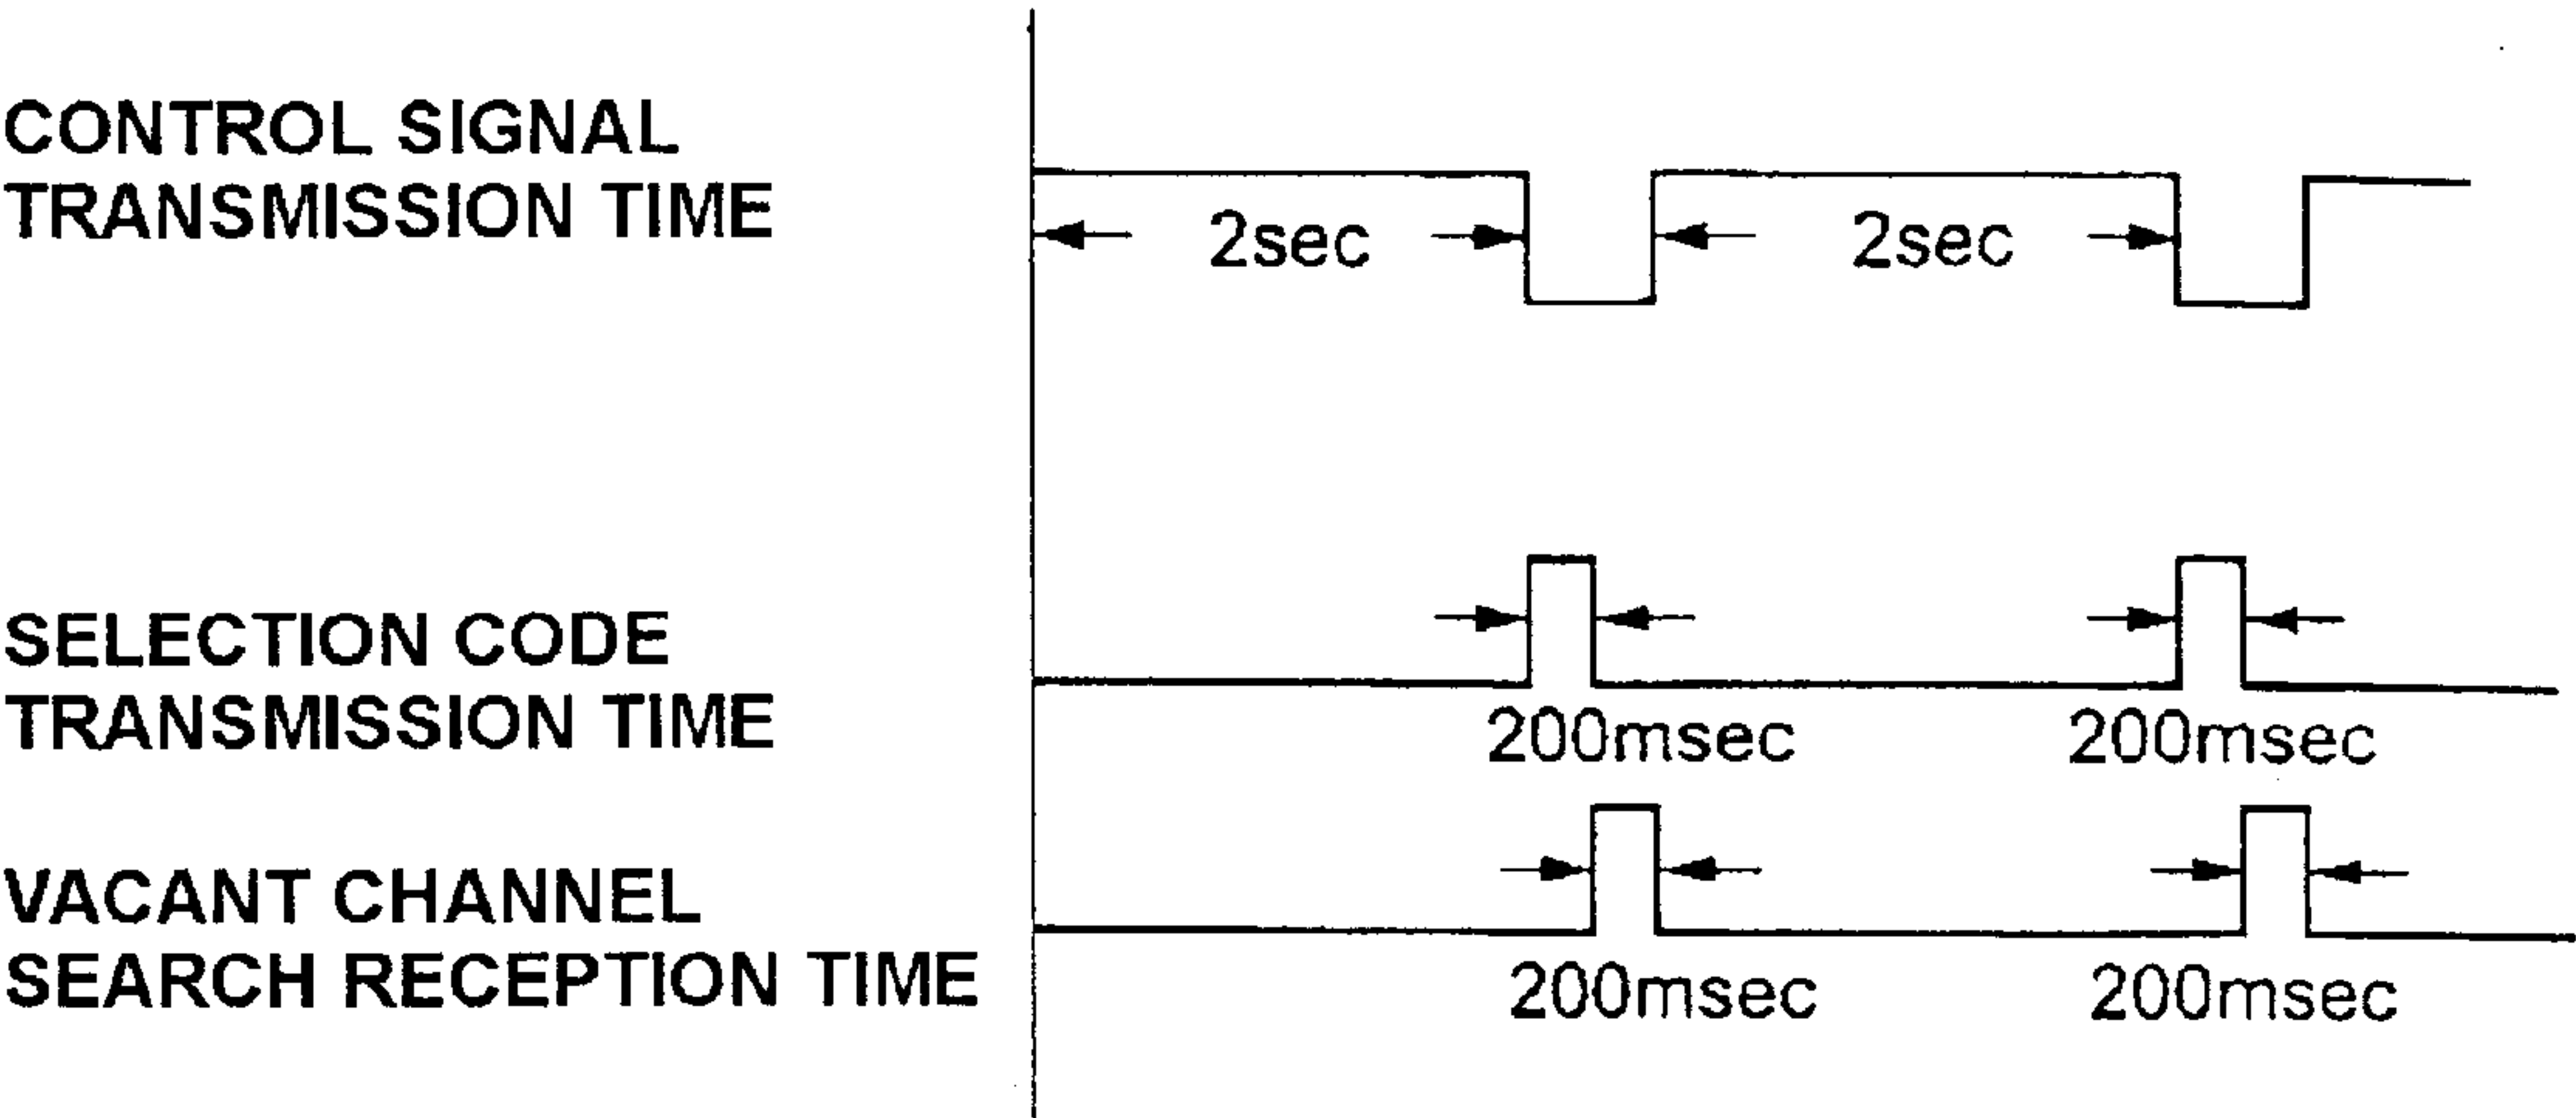 CONTROL SIGNAL
TRANSMISSION TIME
2sec
2sec
SELECTION CODE
TRANSMISSION TIME
200msec
200msec
VACANT CHANNEL
SEARCH RECEPTION TIME
200msec
200msec